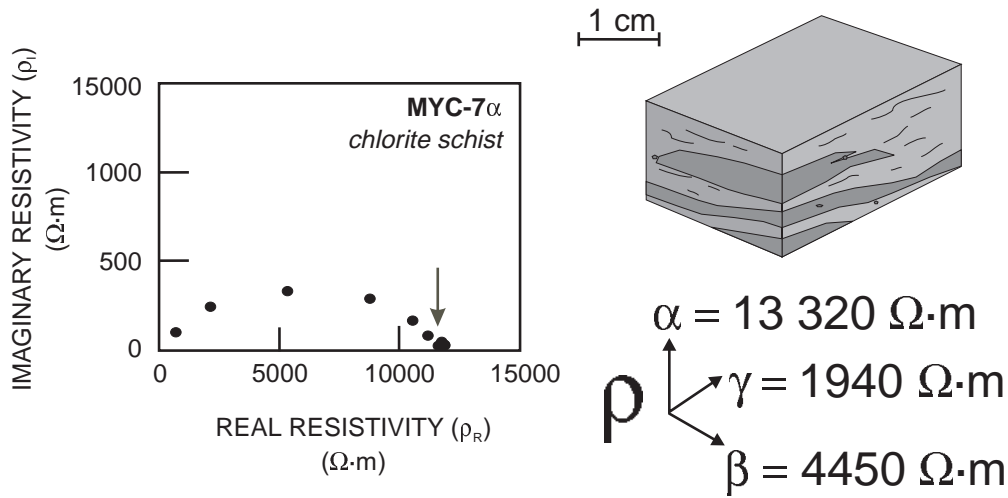 IMAGINARY RESISTIVITY (ρI)
(Ω·m)
15000
1000
500
0
MYC-7α
chlorite schist
0
5000
10000
15000
REAL RESISTIVITY (ρR)
(Ω·m)
1 cm
α = 13 320 Ω·m
ρ
γ = 1940 Ω·m
β = 4450 Ω·m